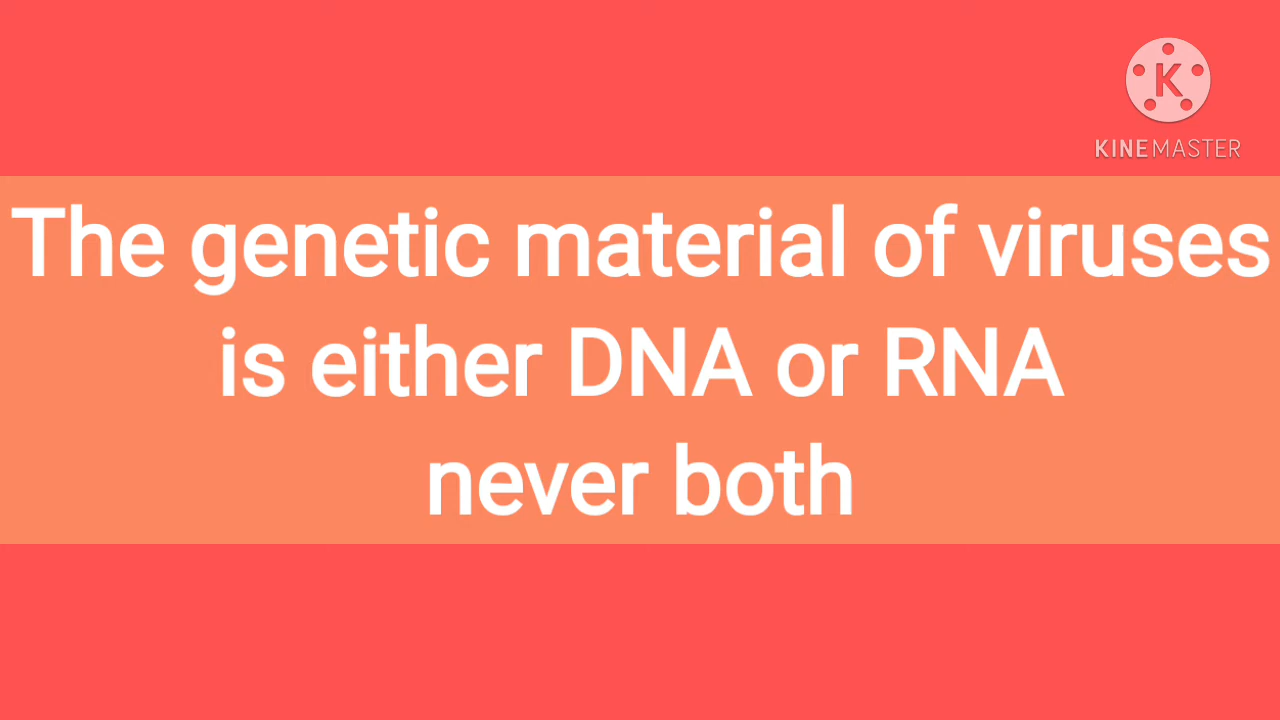 K
KINEMASTER
The genetic material of viruses
is either DNA or RNA
never both